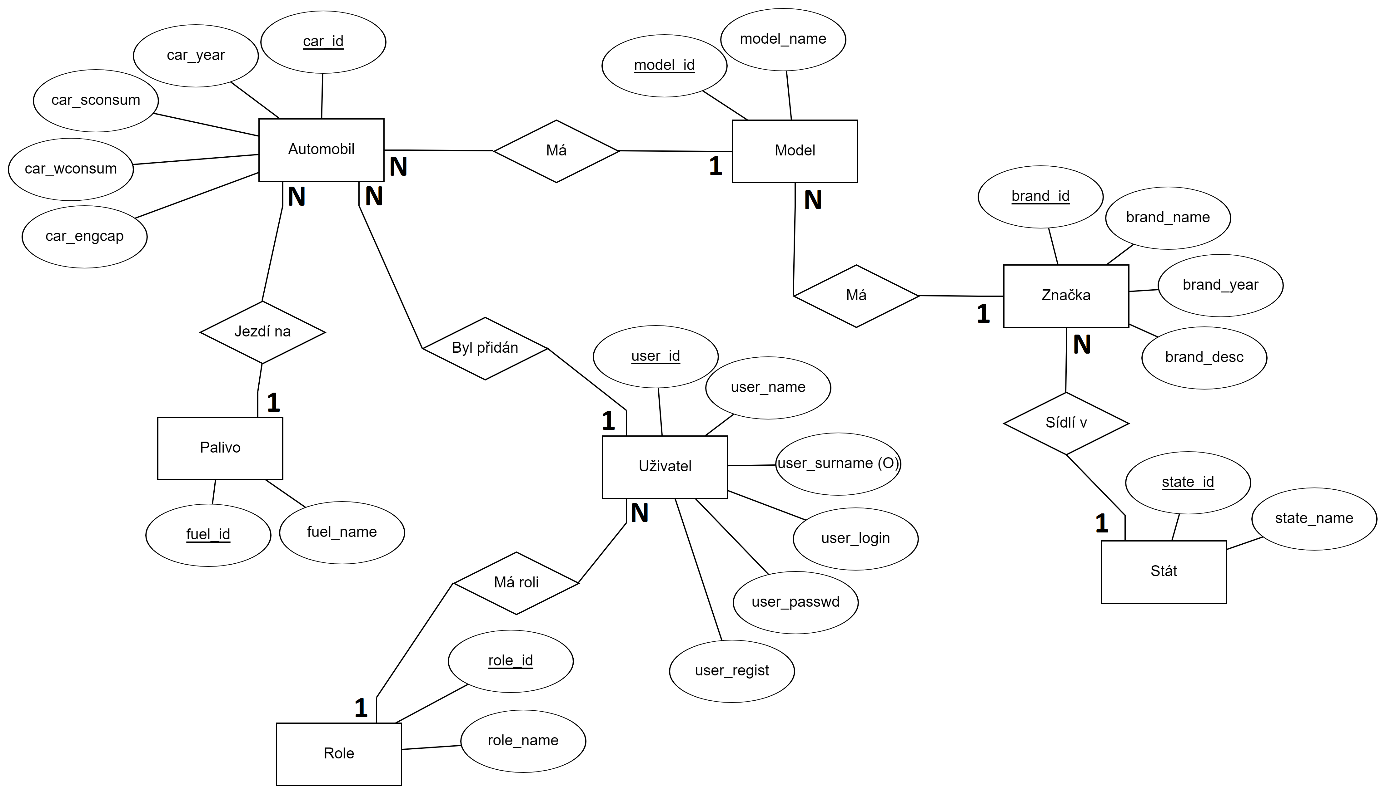 car_id
car_year
car_sconsum
car_wconsum
car_engcap
Automobil
N
N
N
Má
1
model_id
model_name
Model
N
Má
1
brand_id
brand_name
brand_year
brand_desc
Značka
N
Sídlí v
1
state_id
state_name
Stát
Jezdí na
1
Palivo
fuel_id
fuel_name
Byl přidán
1
user_id
user_name
user_surname (O)
user_login
user_passwd
user_regist
Uživatel
N
Má roli
1
role_id
role_name
Role